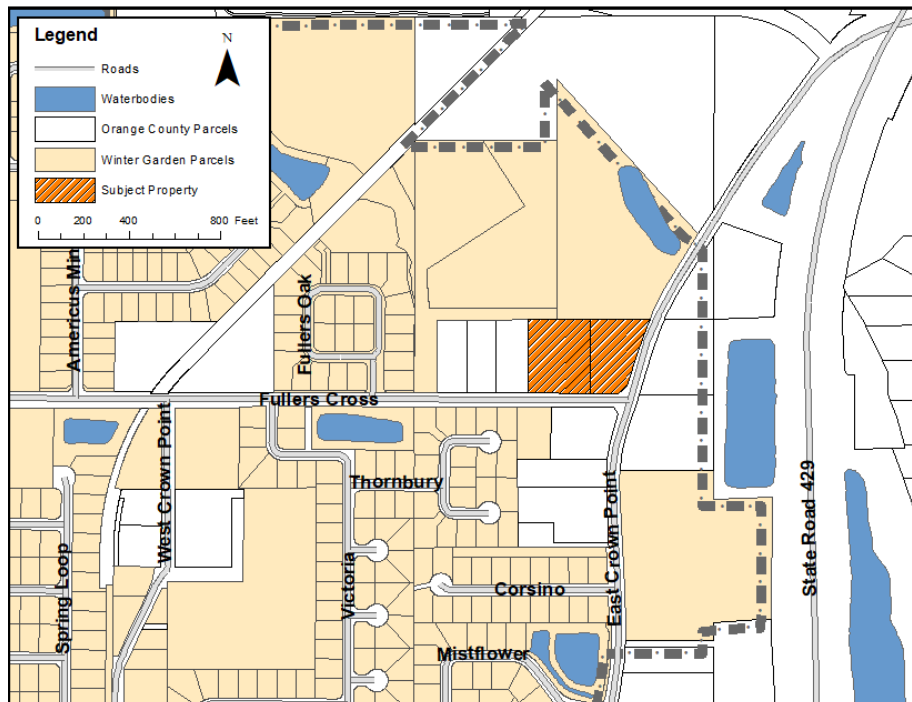 Legend
N
Roads
Waterbodies
Orange County Parcels
Winter Garden Parcels
Subject Property
0 200 400 800 Feet
Americus Min
Fullers Oak
Fullers Cross
West Crown Point
Thornbury
East Crown Point
State Road 429
Spring Loop
Victoria
Corsino
Mistflower